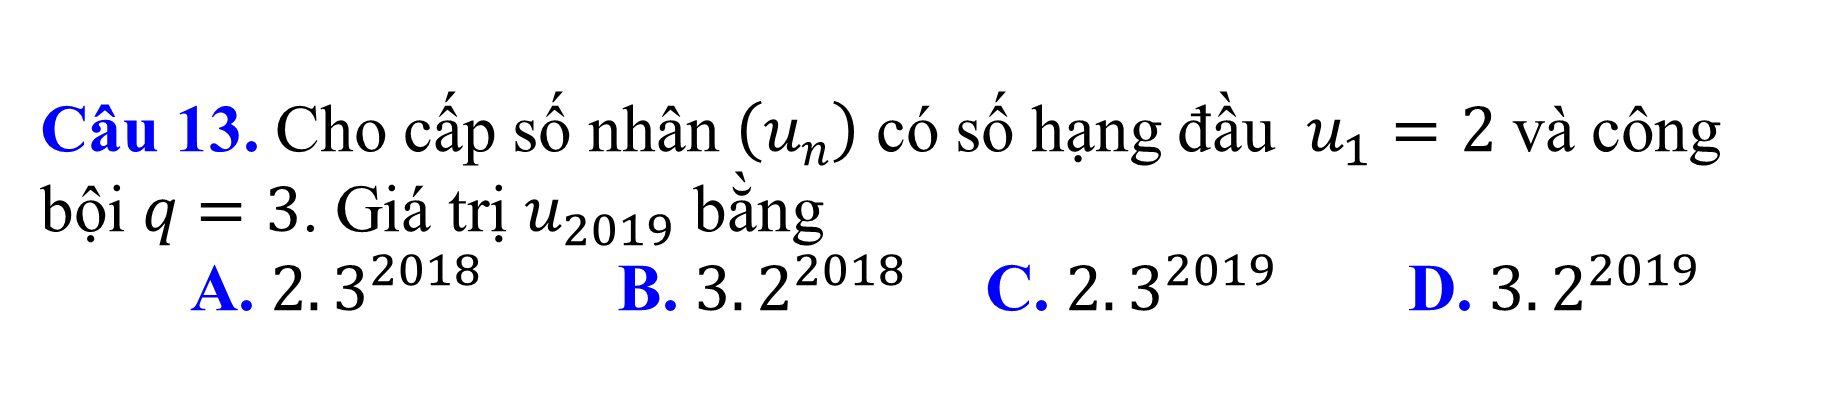 Câu 13. Cho cấp số nhân (uₙ) có số hạng đầu u₁ = 2 và công
bội q = 3. Giá trị u₂₀₁₉ bằng
A. 2. 3²⁰¹⁸ B. 3. 2²⁰¹⁸ C. 2. 3²⁰¹⁹ D. 3. 2²⁰¹⁹